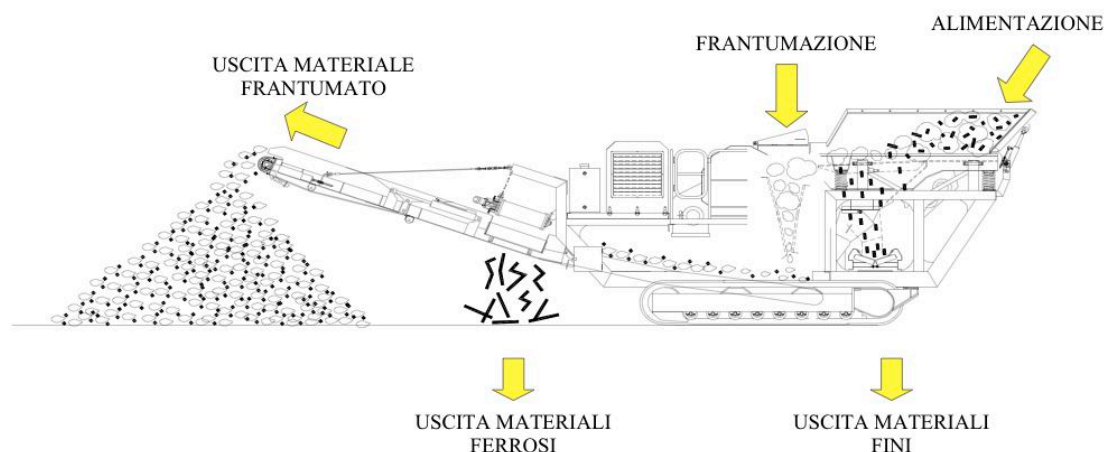 ALIMENTAZIONE
FRANTUMAZIONE
USCITA MATERIALE
FRANTUMATO
USCITA MATERIALI
FERROSI
USCITA MATERIALI
FINI